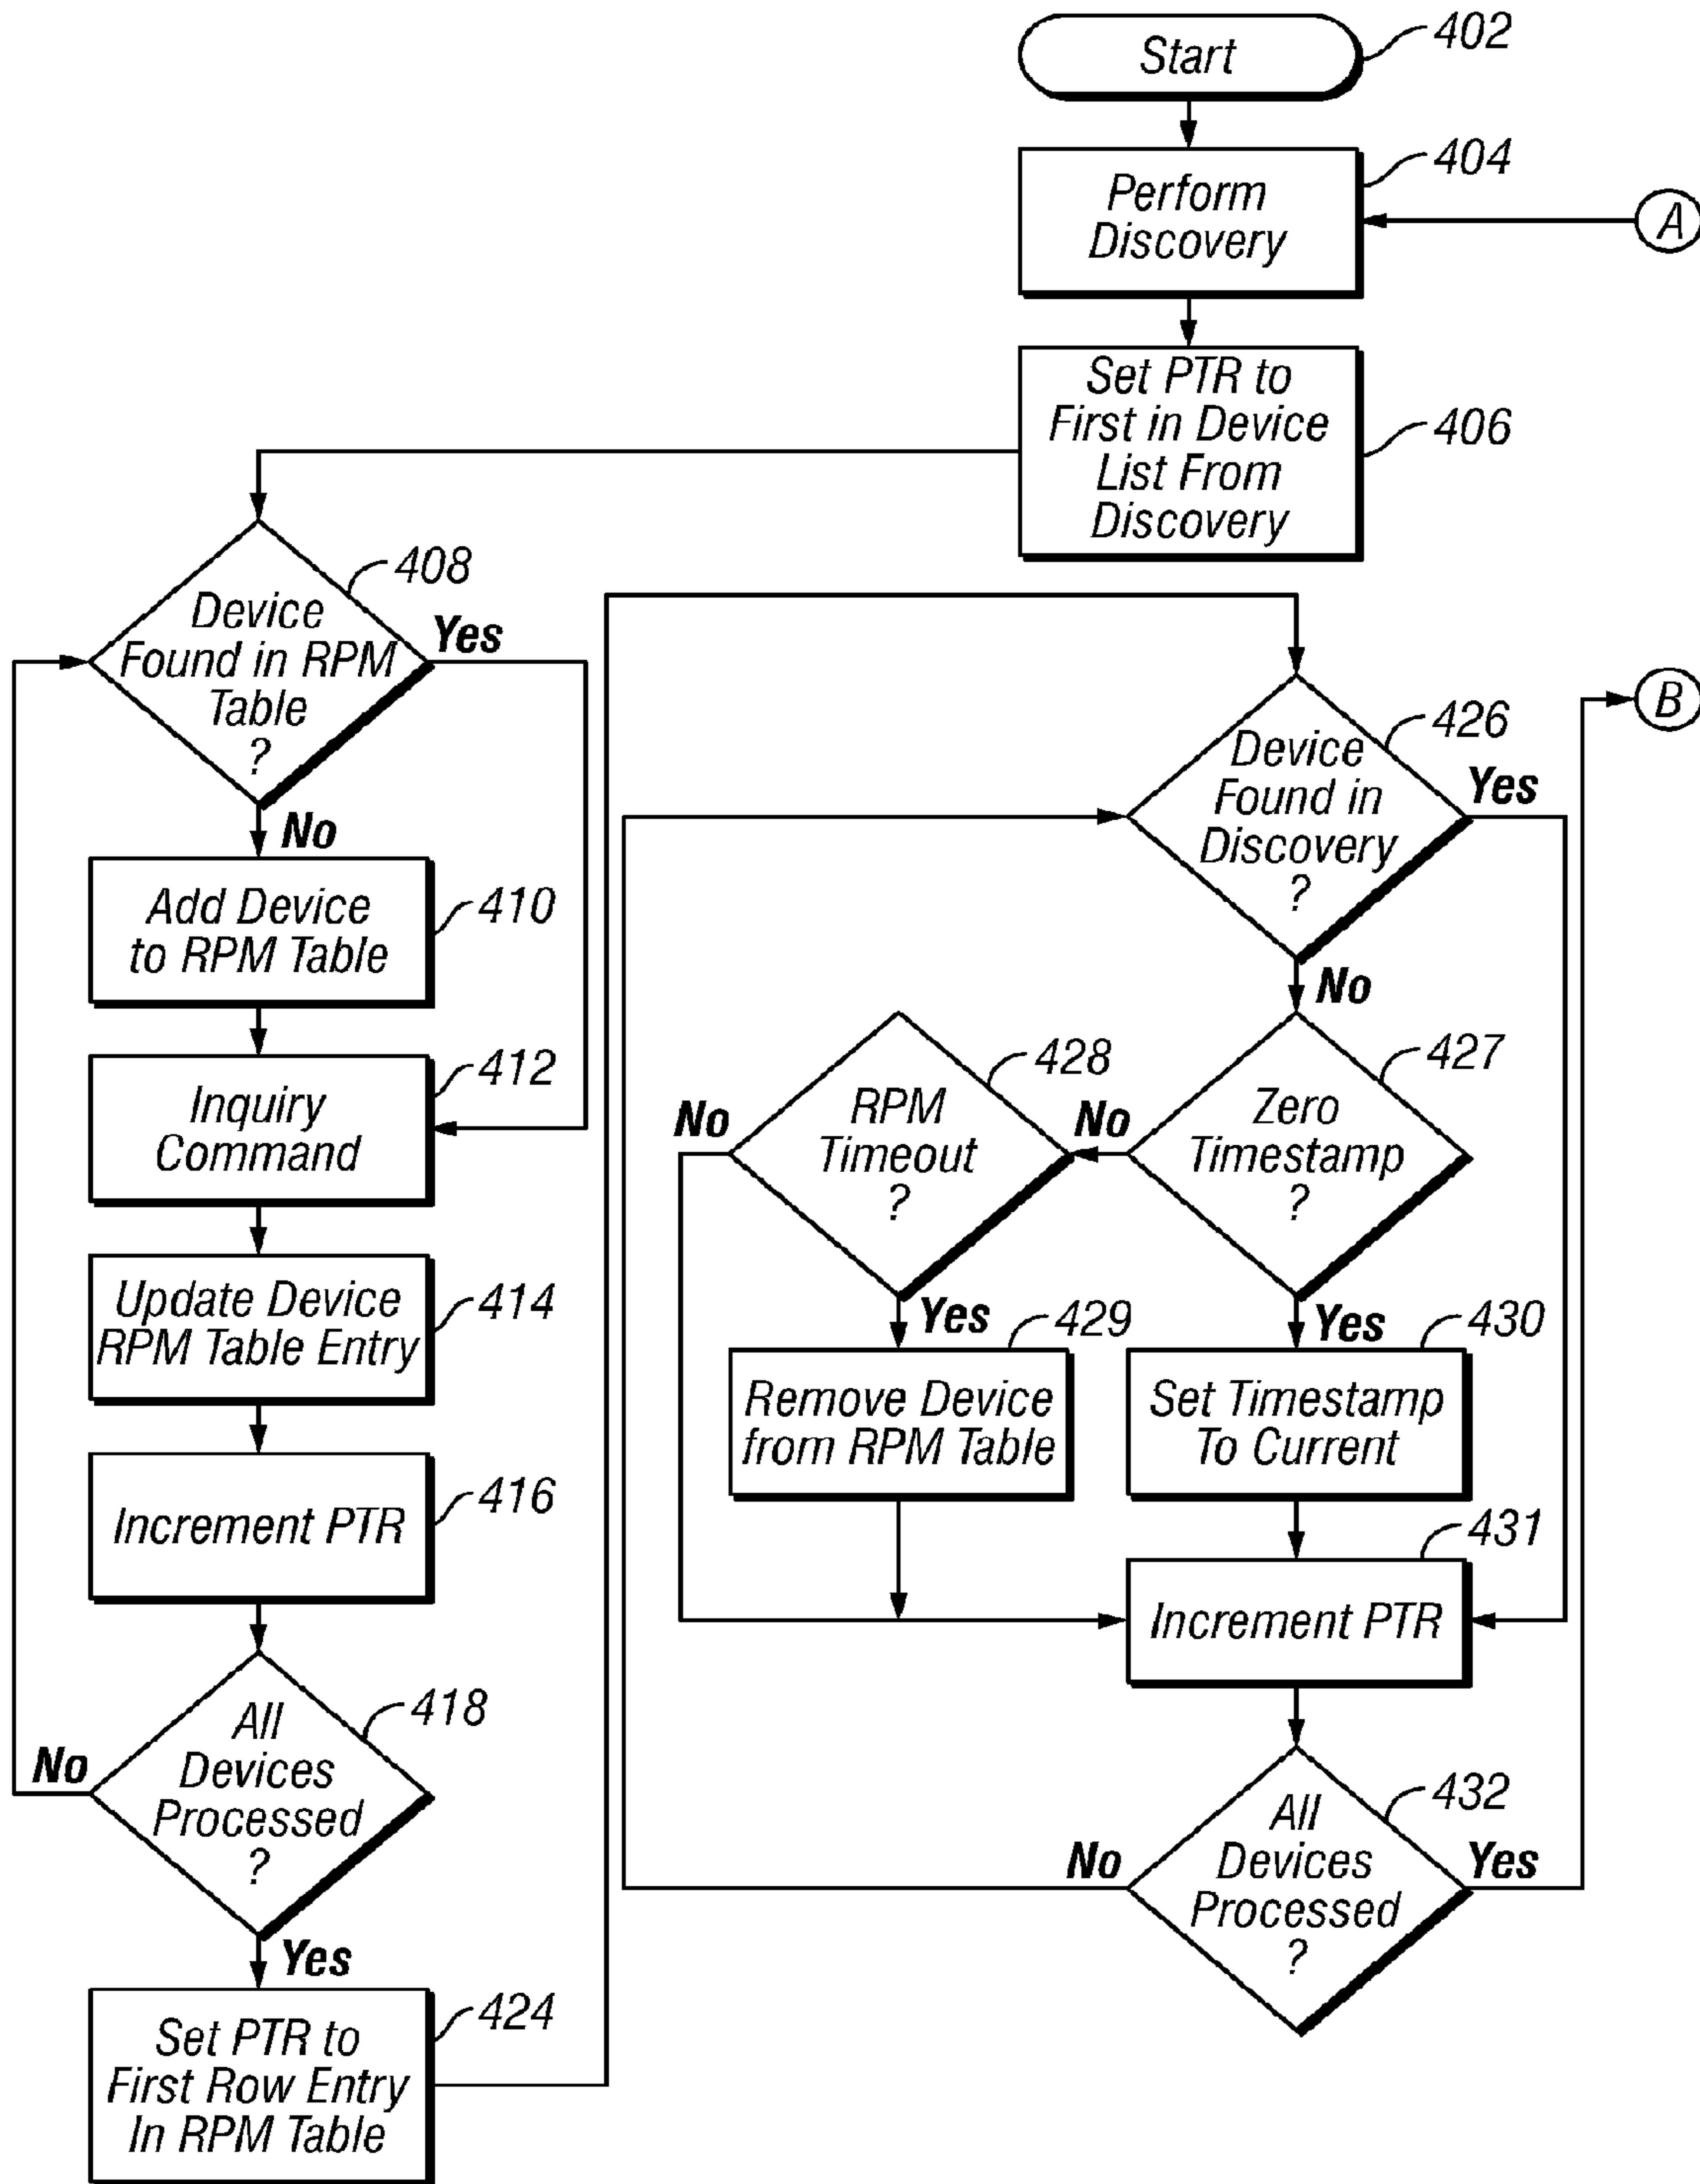 Start
402
Perform
Discovery
404
A
Set PTR to
First in Device
List From
Discovery
406
Device
Found in RPM
Table
?
408
Yes
No
Add Device
to RPM Table
410
Inquiry
Command
412
Update Device
RPM Table Entry
414
Increment PTR
416
All
Devices
Processed
?
418
No
Yes
Set PTR to
First Row Entry
In RPM Table
424
Device
Found in
Discovery
?
426
Yes
No
B
Zero
Timestamp
?
427
No
Yes
RPM
Timeout
?
428
No
Yes
Remove Device
from RPM Table
429
Set Timestamp
To Current
430
Increment PTR
431
All
Devices
Processed
?
432
No
Yes